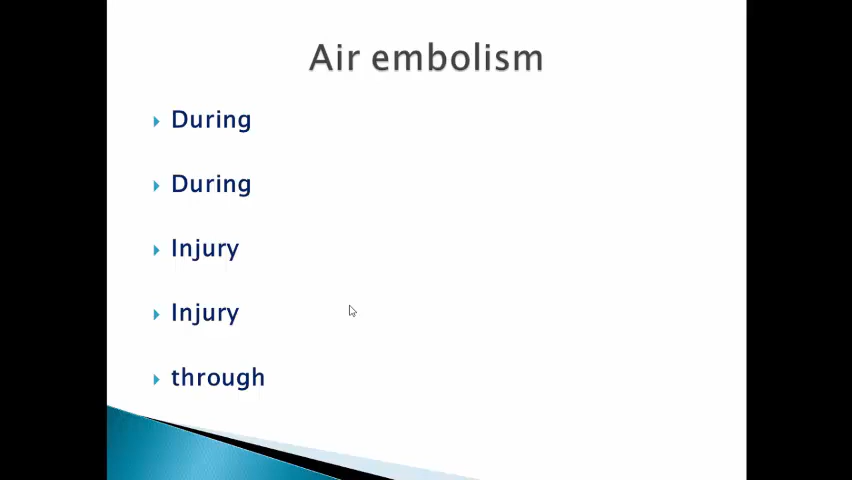 Air embolism
During
During
Injury
Injury
through